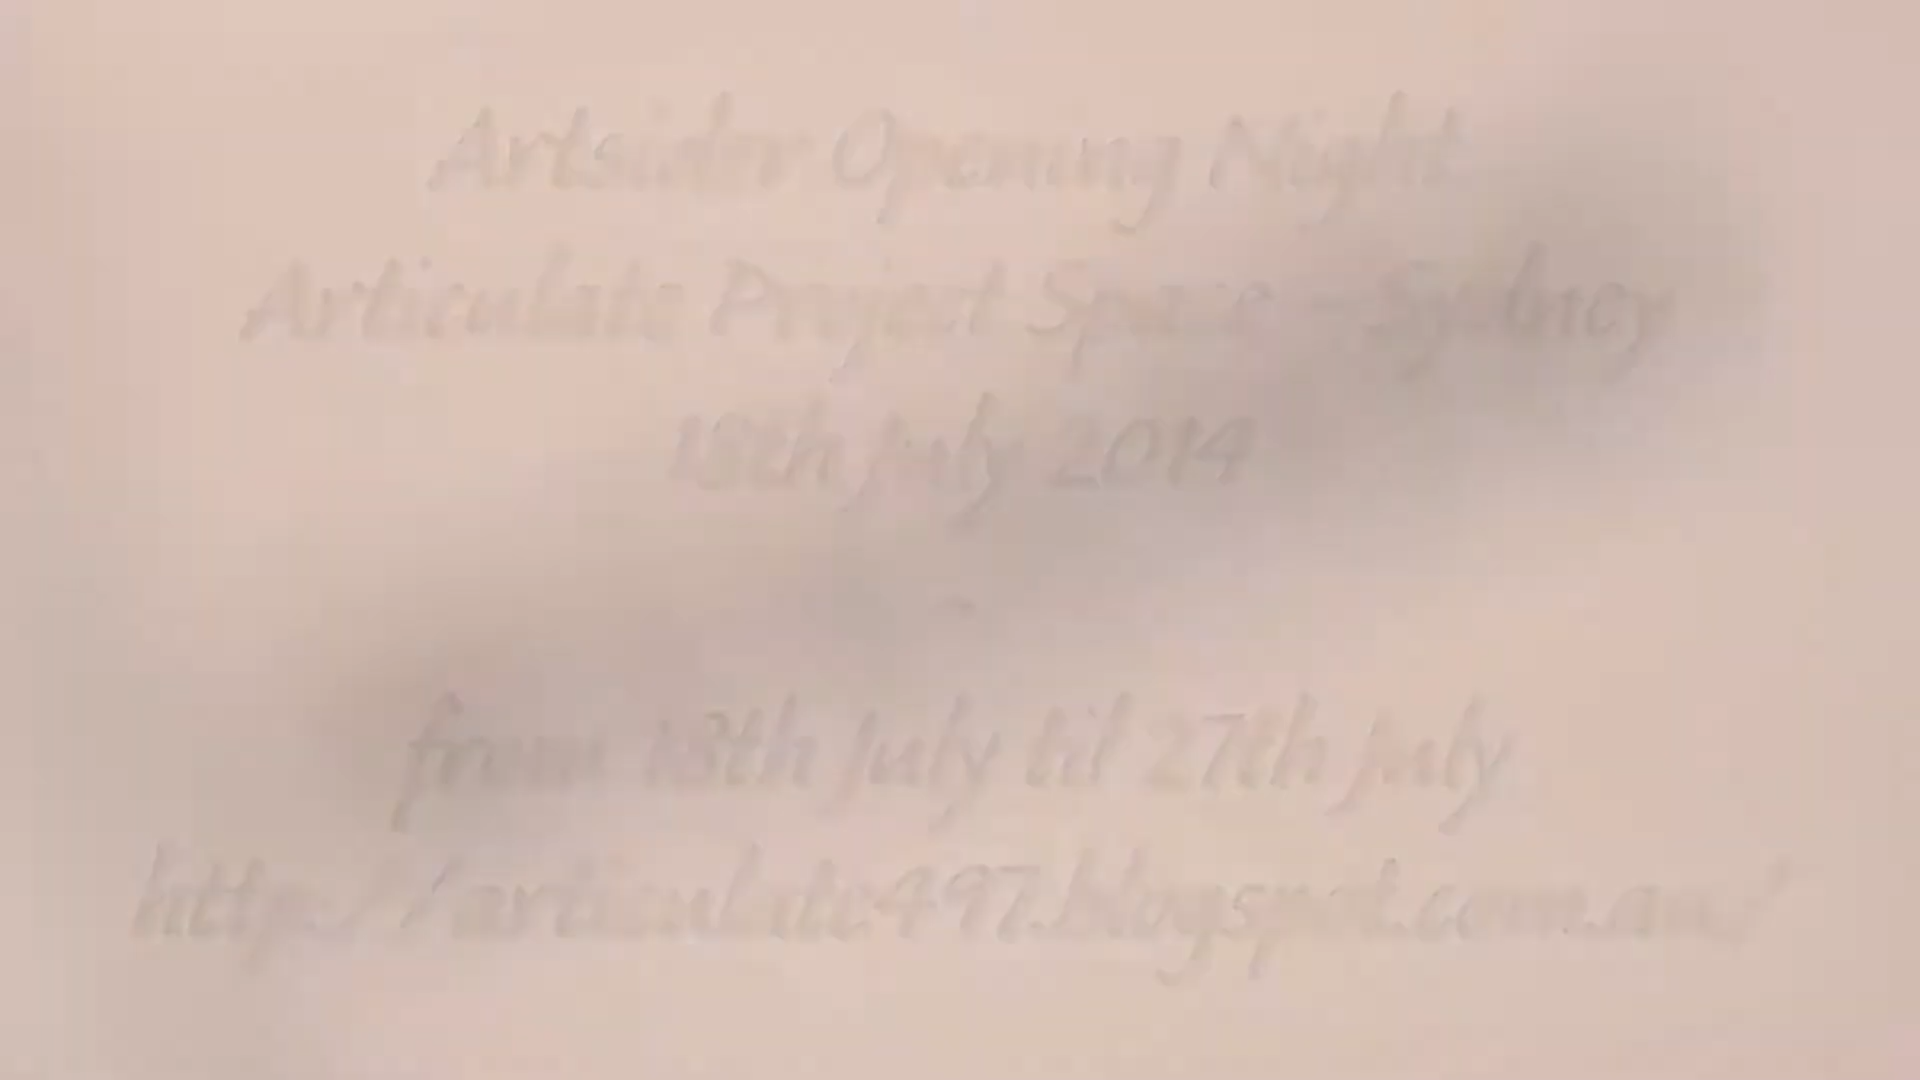 Artsider Opening Night
Articulate Project Space - Sydney
18th July 2014
-
from 18th July til 27th July
http://articulate497.blogspot.com.au/